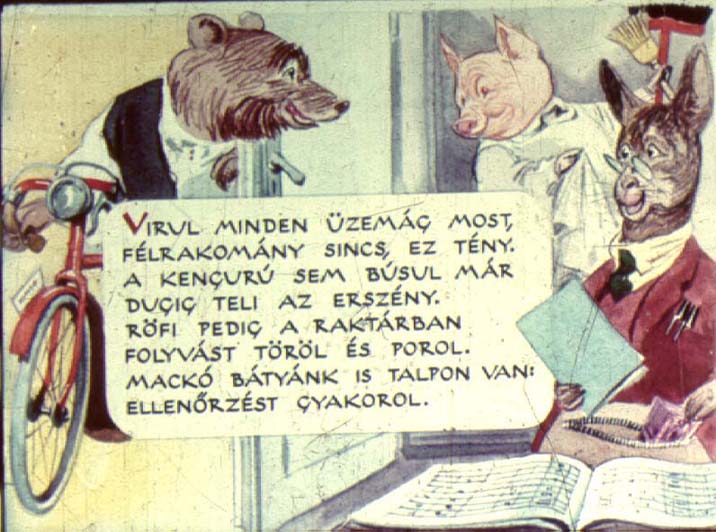 VIRUL MINDEN ÜZEMÁG MOST,
FÉLRAKOMÁNY SINCS, EZ TÉNY.
A KENGURÚ SEM BÚSUL MÁR
DUGIG TELI AZ ERSZÉNY.
RÖFI PEDIG A RAKTÁRBAN
FOLYVÁST TÖRÖL ÉS POROL.
MACKÓ BÁTYÁNK IS TALPON VAN:
ELLENŐRZÉST GYAKOROL.